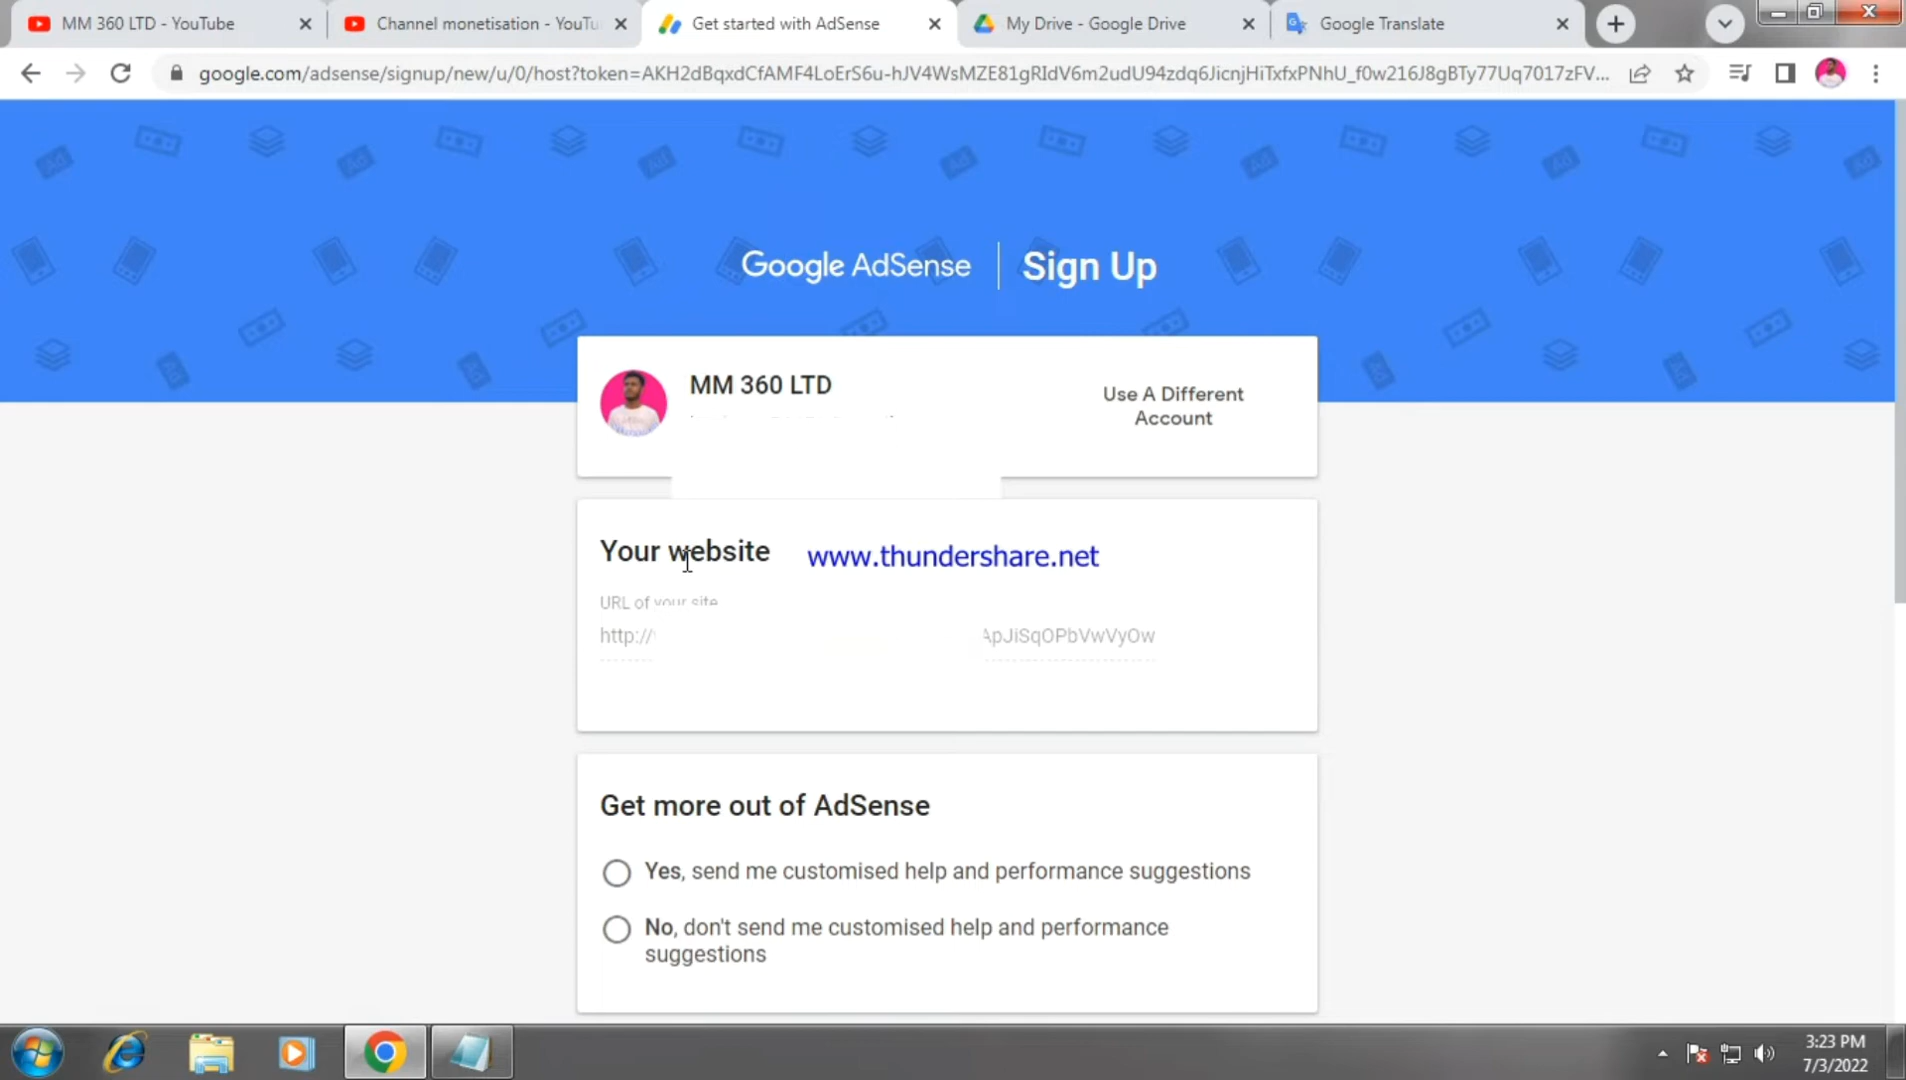 MM 360 LTD - YouTube
Channel monetisation - YouTu
Get started with AdSense
My Drive - Google Drive
Google Translate
google.com/adsense/signup/new/u/0/host?token=AKH2dBqxdCfAMF4LoErS6u-hJV4WsMZE81gRIdV6m2udU94zdq6JicnjHiTxfxPNhU_f0w216J8gBTy77Uq7017zFV...
Google AdSense
Sign Up
MM 360 LTD
Use A Different
Account
Your website
www.thundershare.net
URL of your site
http://
ApJiSqOPbVwVyOw
Get more out of AdSense
Yes, send me customised help and performance suggestions
No, don't send me customised help and performance
suggestions
3:23 PM
7/3/2022